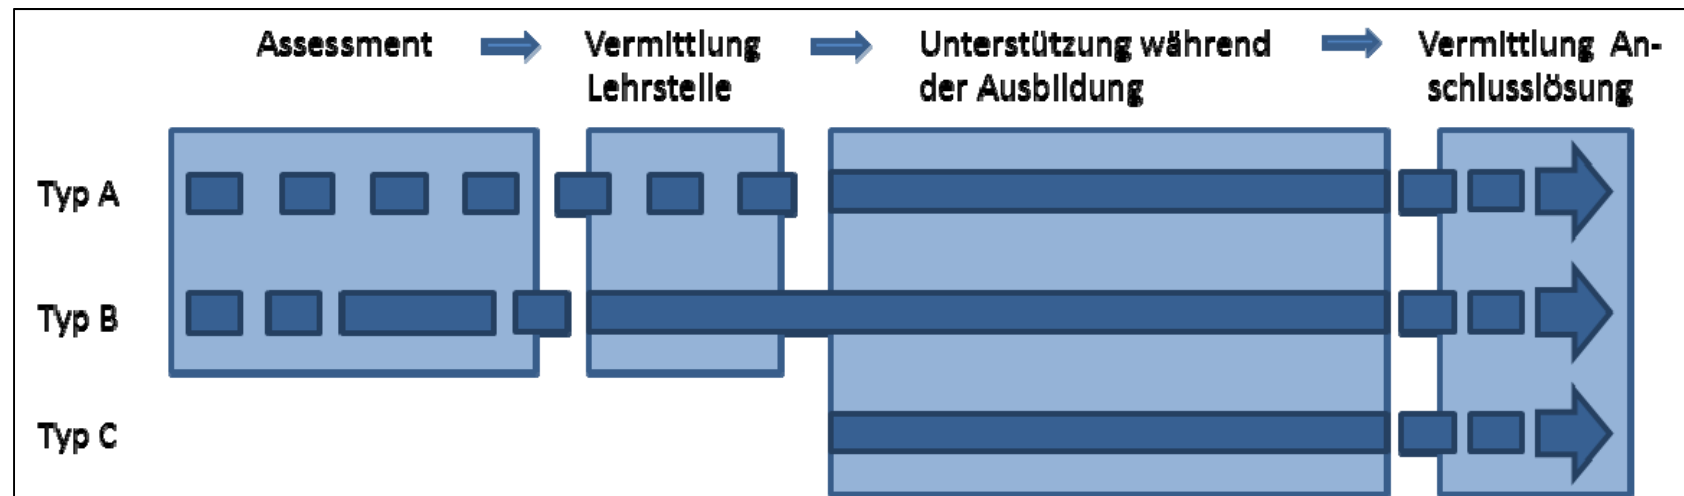 Assessment
Vermittlung
Lehrstelle
Unterstützung während
der Ausbildung
Vermittlung An-
schlusslösung
Typ A
Typ B
Typ C